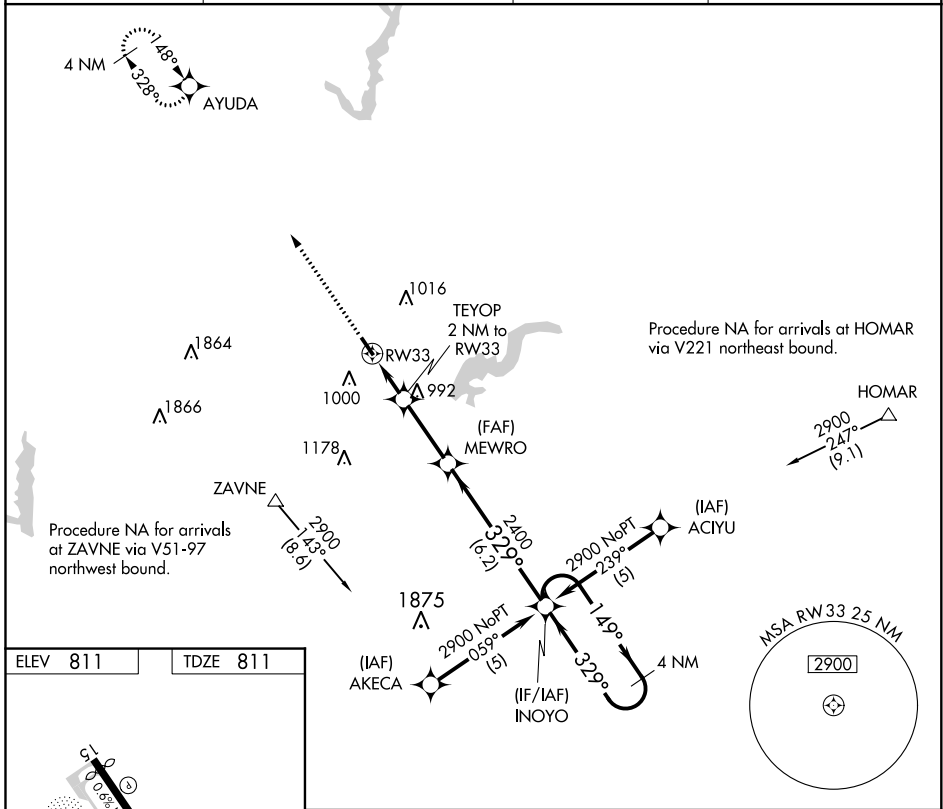 4 NM
148°
328°
AYUDA
1016
TEYOP
2 NM to
RW33
RW33
1864
1000
992
1866
1178
Procedure NA for arrivals at HOMAR
via V221 northeast bound.
HOMAR
2900
247°
(9.1)
(FAF)
MEWRO
ZAVNE
2900
143°
(8.6)
Procedure NA for arrivals
at ZAVNE via V51-97
northwest bound.
2400
329°
(6.2)
(IAF)
ACIYU
2900 NoPT
239°
(5)
1875
2900 NoPT
059°
(5)
(IAF)
AKECA
149°
329°
4 NM
(IF/IAF)
INOYO
MSA RW33 25 NM
2900
ELEV 811
TDZE 811
15
P
0.6%